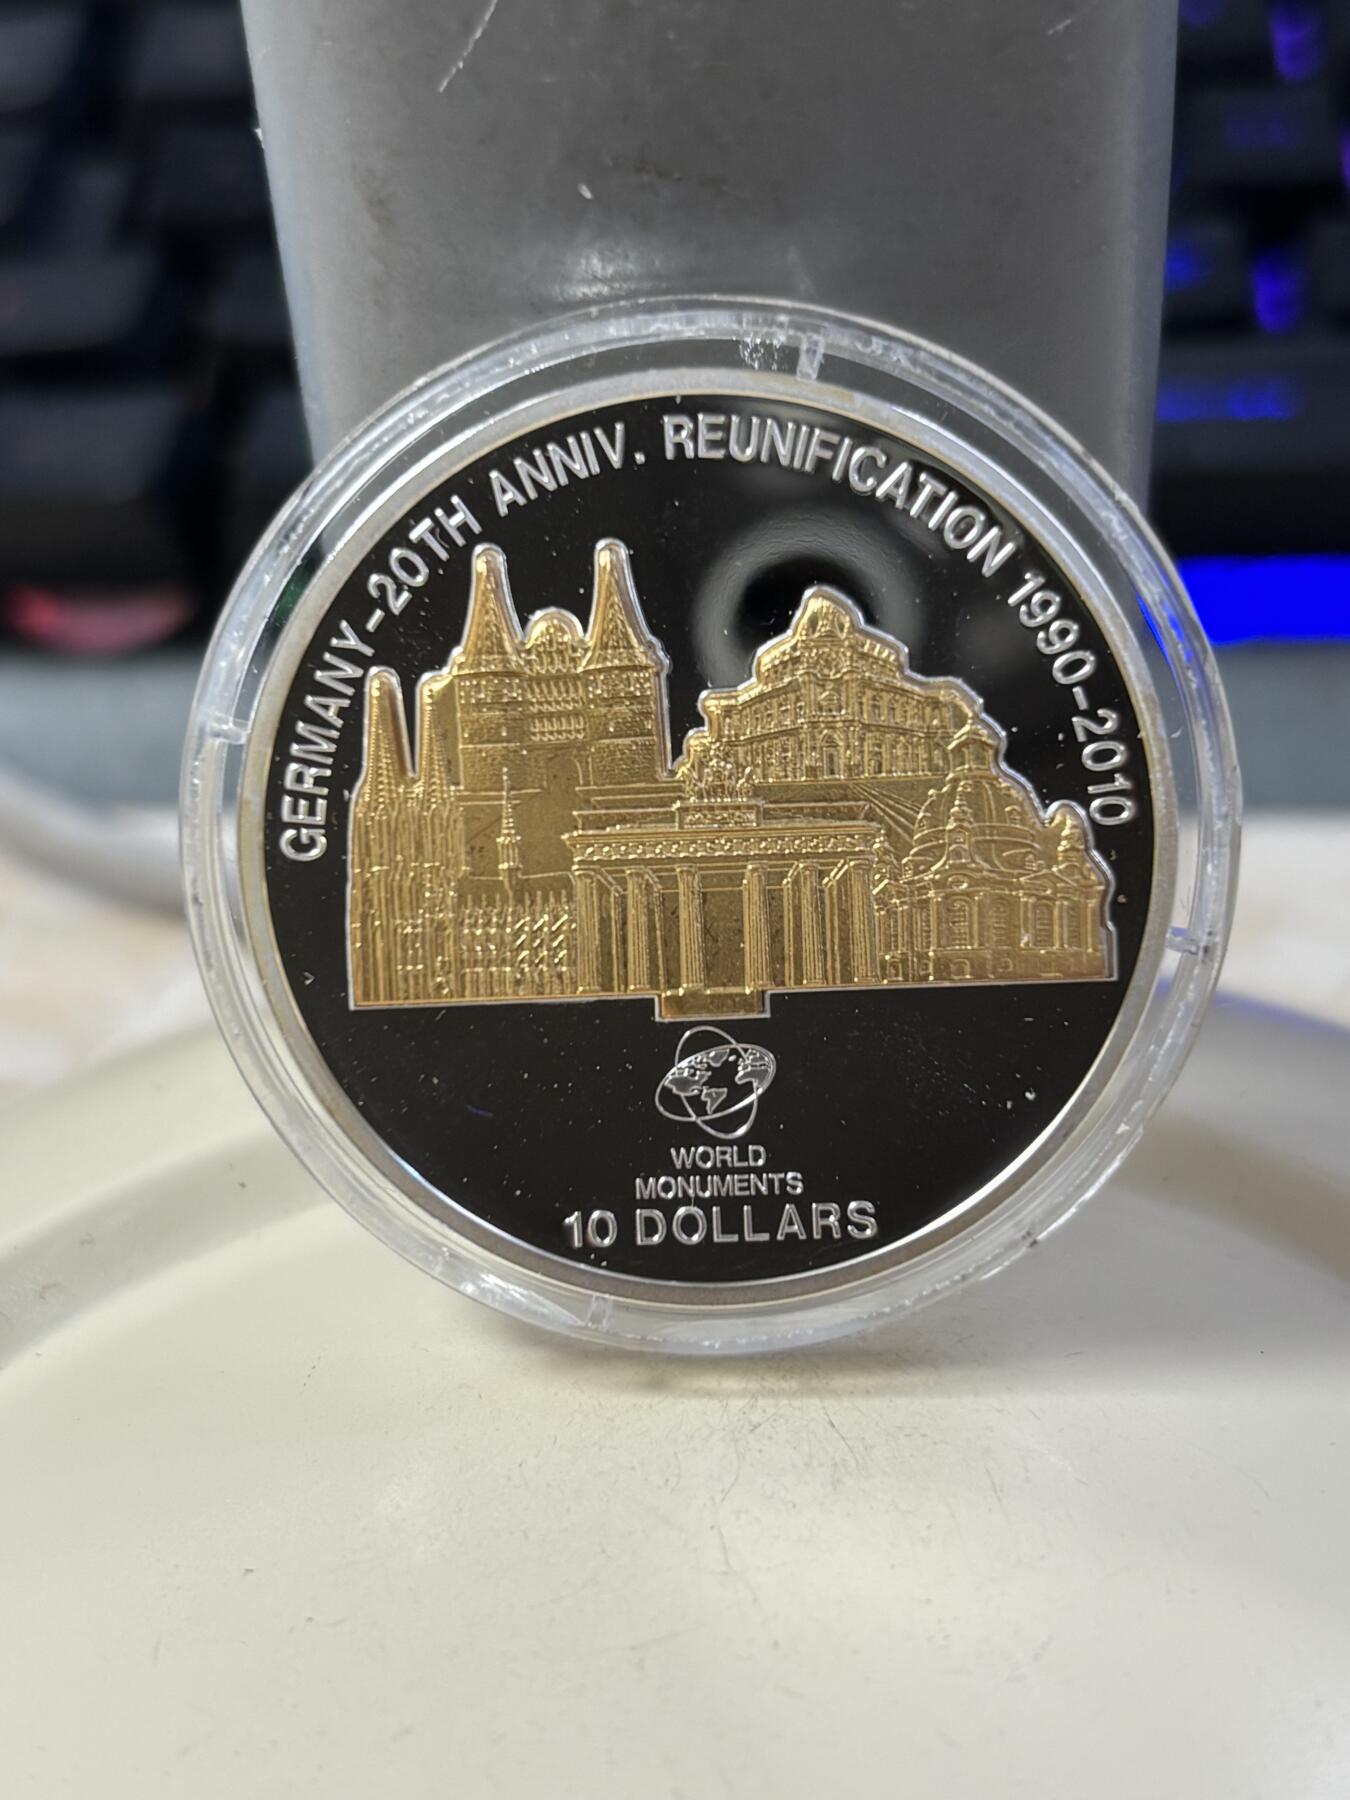 GERMANY-20TH ANNIV. REUNIFICATION 1990-2010
WORLD
MONUMENTS
10 DOLLARS